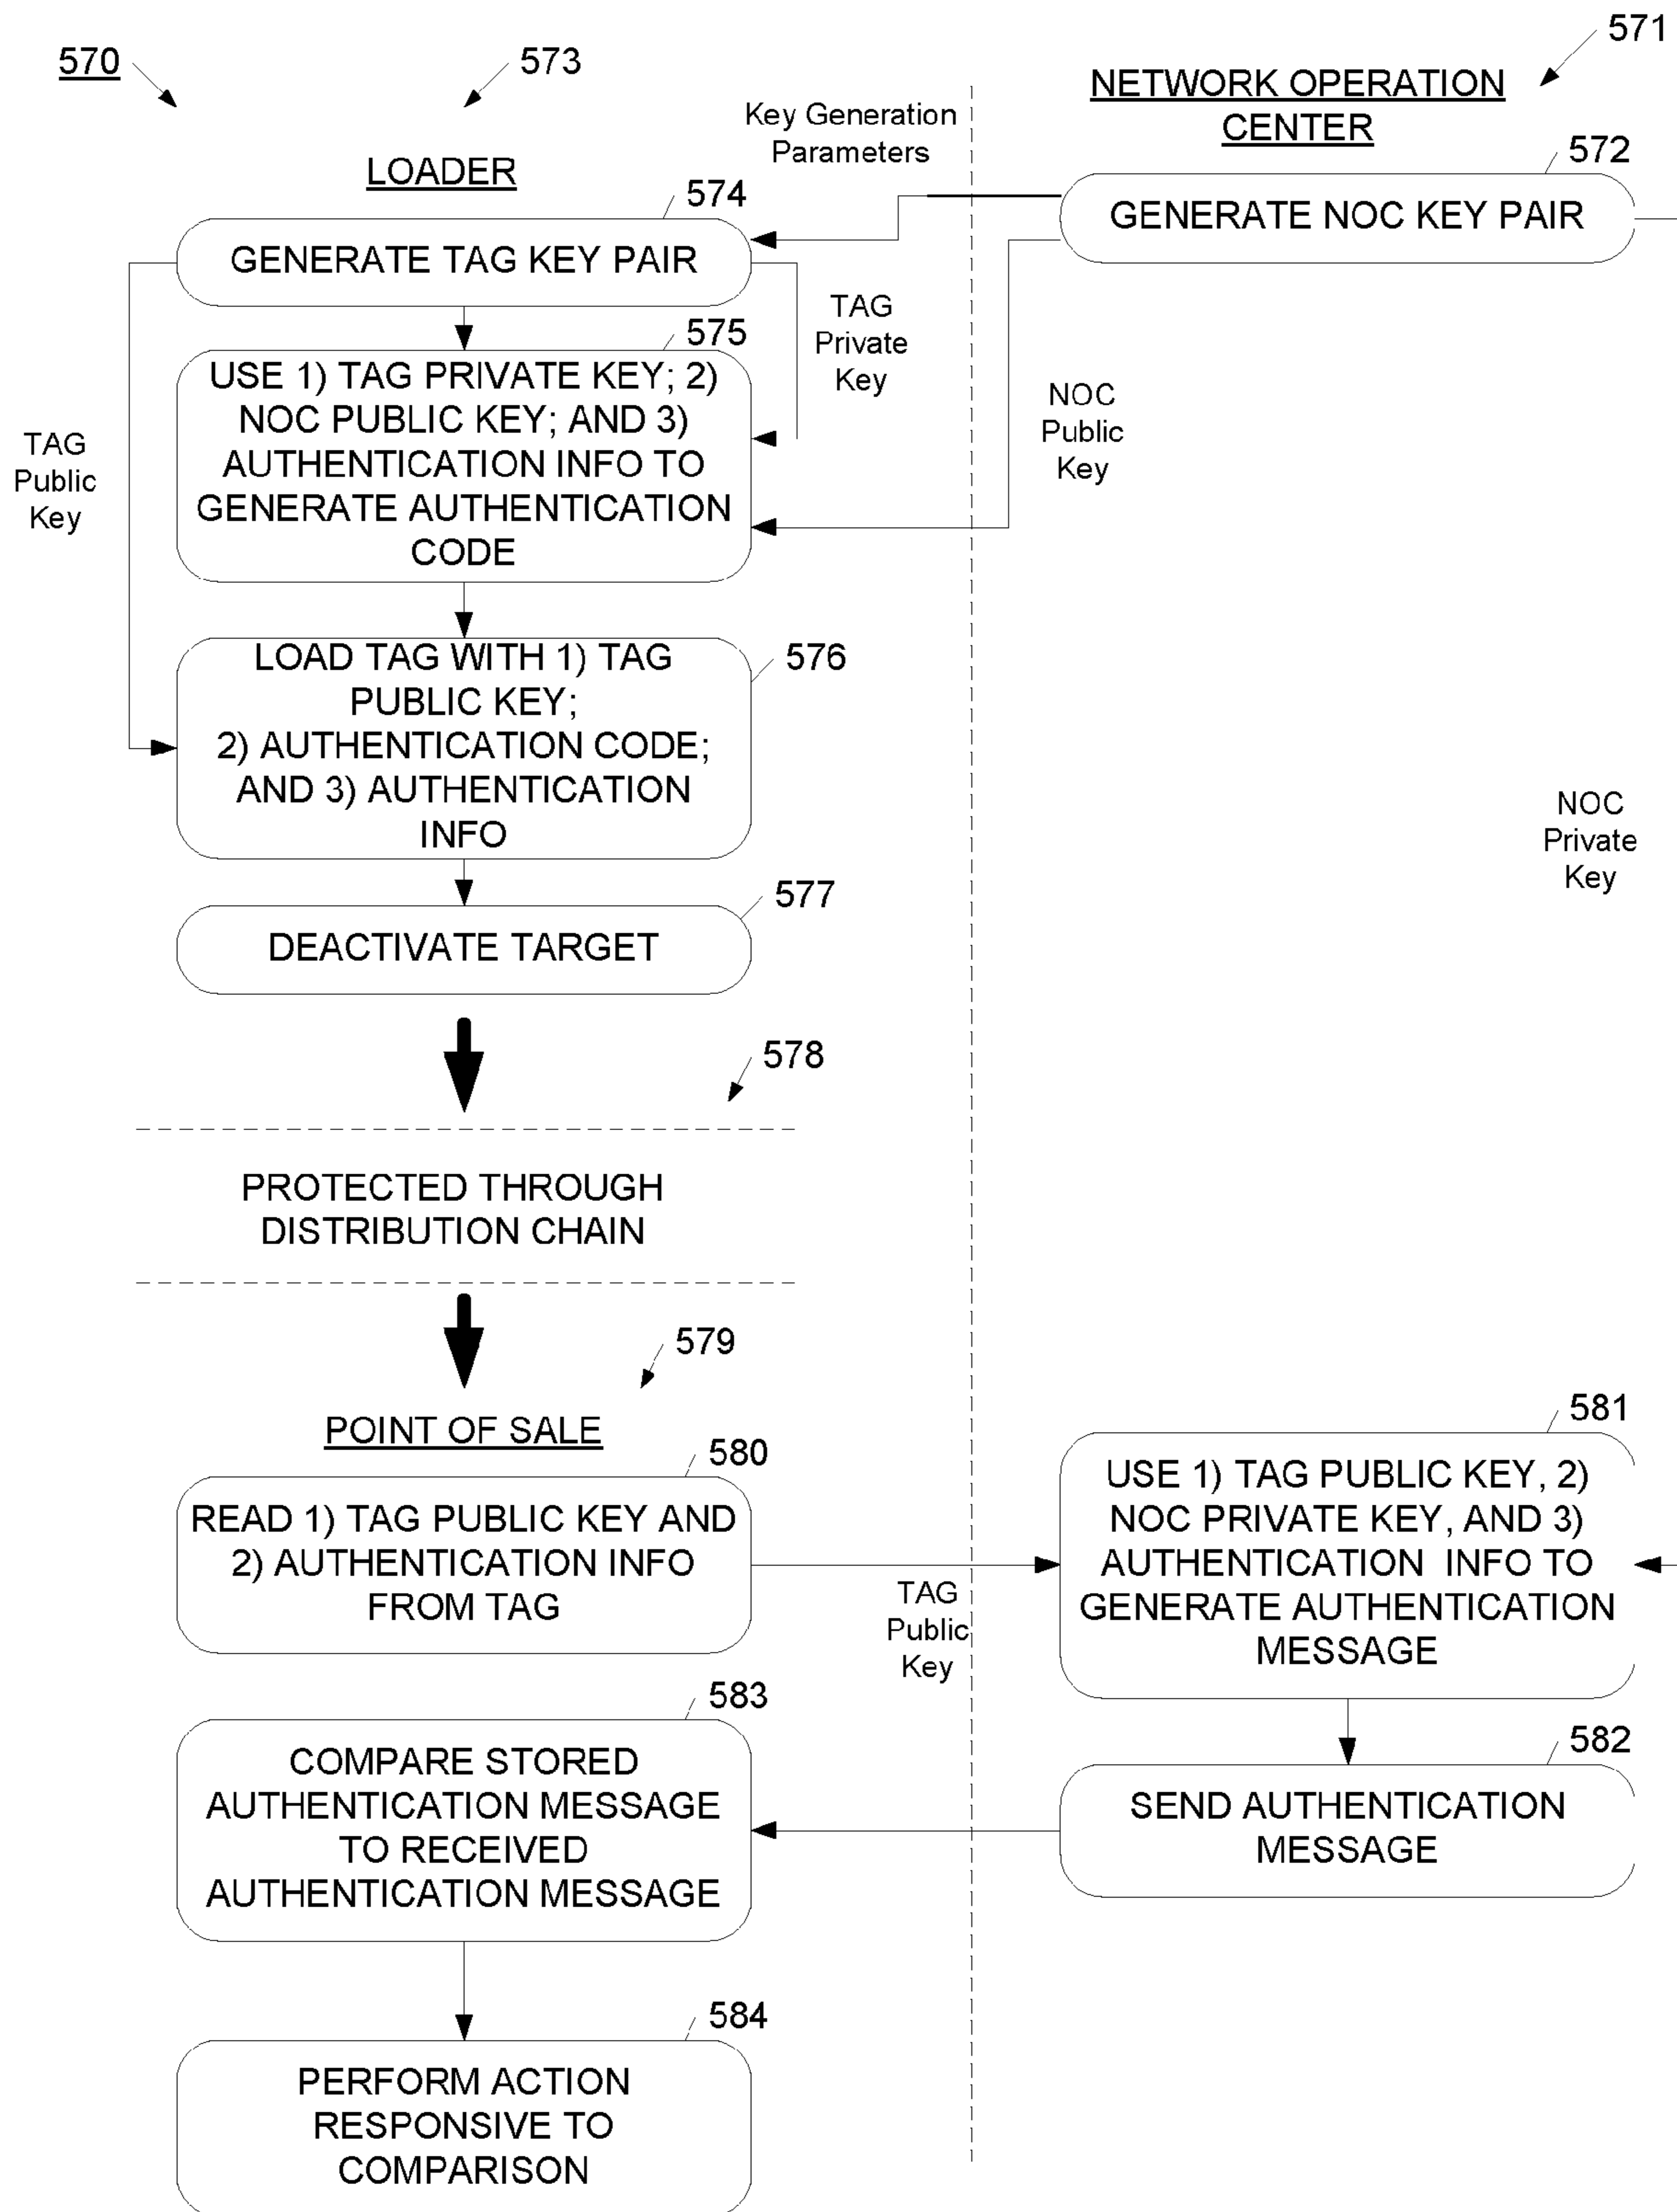 570
573
571
NETWORK OPERATION
CENTER
Key Generation
Parameters
LOADER
572
GENERATE NOC KEY PAIR
574
GENERATE TAG KEY PAIR
TAG
Private
Key
575
USE 1) TAG PRIVATE KEY; 2)
NOC PUBLIC KEY; AND 3)
AUTHENTICATION INFO TO
GENERATE AUTHENTICATION
CODE
NOC
Public
Key
TAG
Public
Key
576
LOAD TAG WITH 1) TAG
PUBLIC KEY;
2) AUTHENTICATION CODE;
AND 3) AUTHENTICATION
INFO
NOC
Private
Key
577
DEACTIVATE TARGET
578
PROTECTED THROUGH
DISTRIBUTION CHAIN
579
POINT OF SALE
580
READ 1) TAG PUBLIC KEY AND
2) AUTHENTICATION INFO
FROM TAG
TAG
Public
Key
581
USE 1) TAG PUBLIC KEY, 2)
NOC PRIVATE KEY, AND 3)
AUTHENTICATION INFO TO
GENERATE AUTHENTICATION
MESSAGE
582
SEND AUTHENTICATION
MESSAGE
583
COMPARE STORED
AUTHENTICATION MESSAGE
TO RECEIVED
AUTHENTICATION MESSAGE
584
PERFORM ACTION
RESPONSIVE TO
COMPARISON